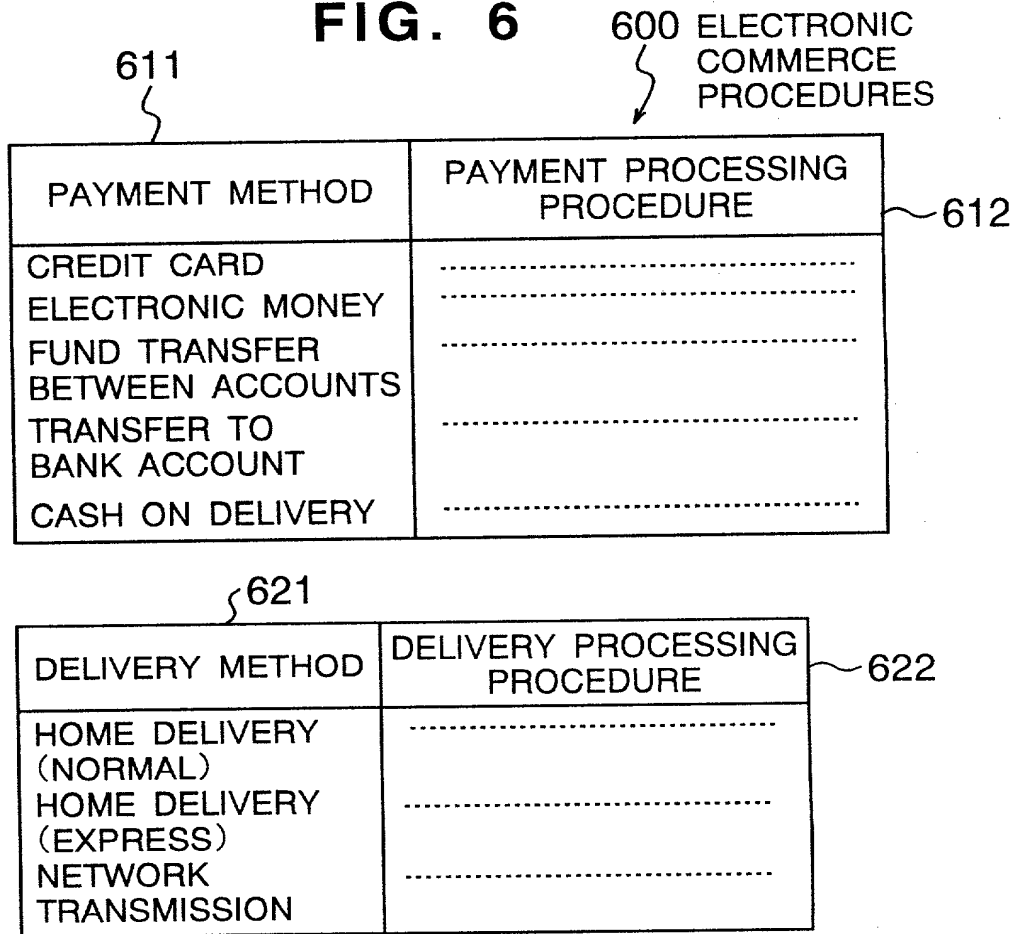 FIG. 6
600 ELECTRONIC
COMMERCE
PROCEDURES
611
PAYMENT METHOD
PAYMENT PROCESSING
PROCEDURE
612
CREDIT CARD
ELECTRONIC MONEY
FUND TRANSFER
BETWEEN ACCOUNTS
TRANSFER TO
BANK ACCOUNT
CASH ON DELIVERY
621
DELIVERY METHOD
DELIVERY PROCESSING
PROCEDURE
622
HOME DELIVERY
(NORMAL)
HOME DELIVERY
(EXPRESS)
NETWORK
TRANSMISSION